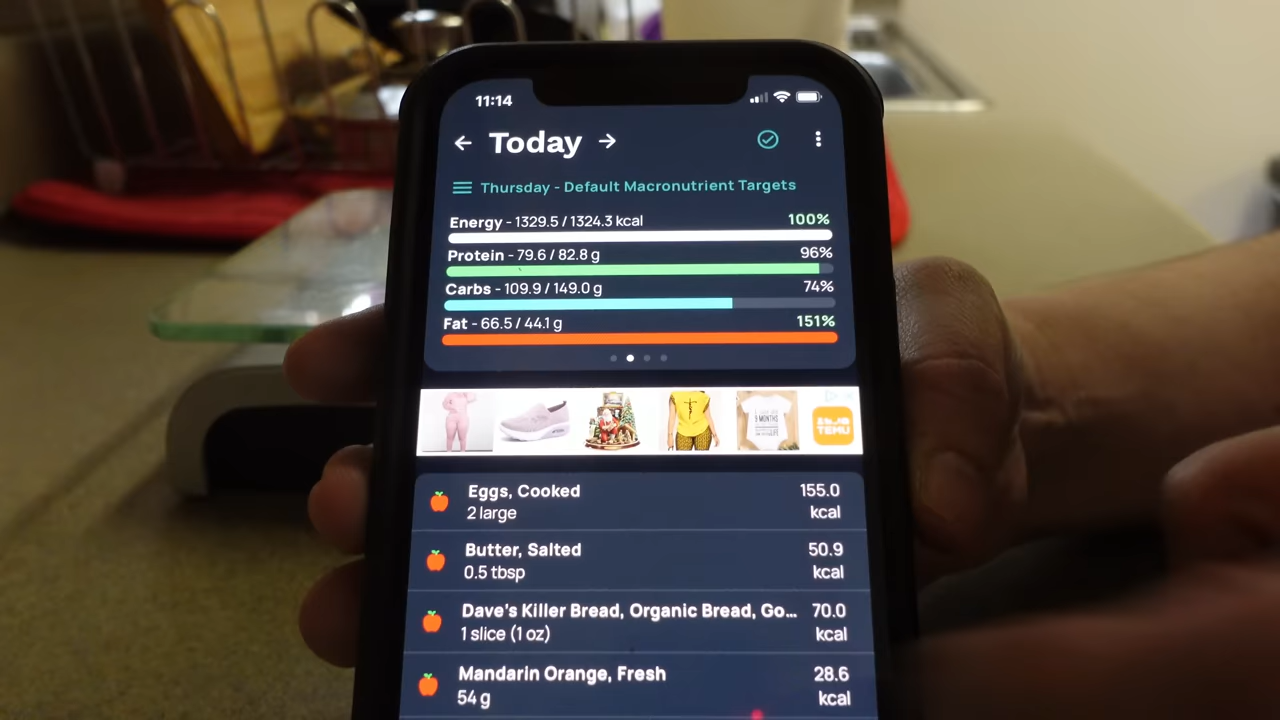 11:14
Today
Thursday - Default Macronutrient Targets
Energy - 1329.5 / 1324.3 kcal 100%
Protein - 79.6 / 82.8 g 96%
Carbs - 109.9 / 149.0 g 74%
Fat - 66.5 / 44.1 g 151%
9 MONTHS
TEMU
Eggs, Cooked 155.0
2 large kcal
Butter, Salted 50.9
0.5 tbsp kcal
Dave's Killer Bread, Organic Bread, Go... 70.0
1 slice (1 oz) kcal
Mandarin Orange, Fresh 28.6
54 g kcal